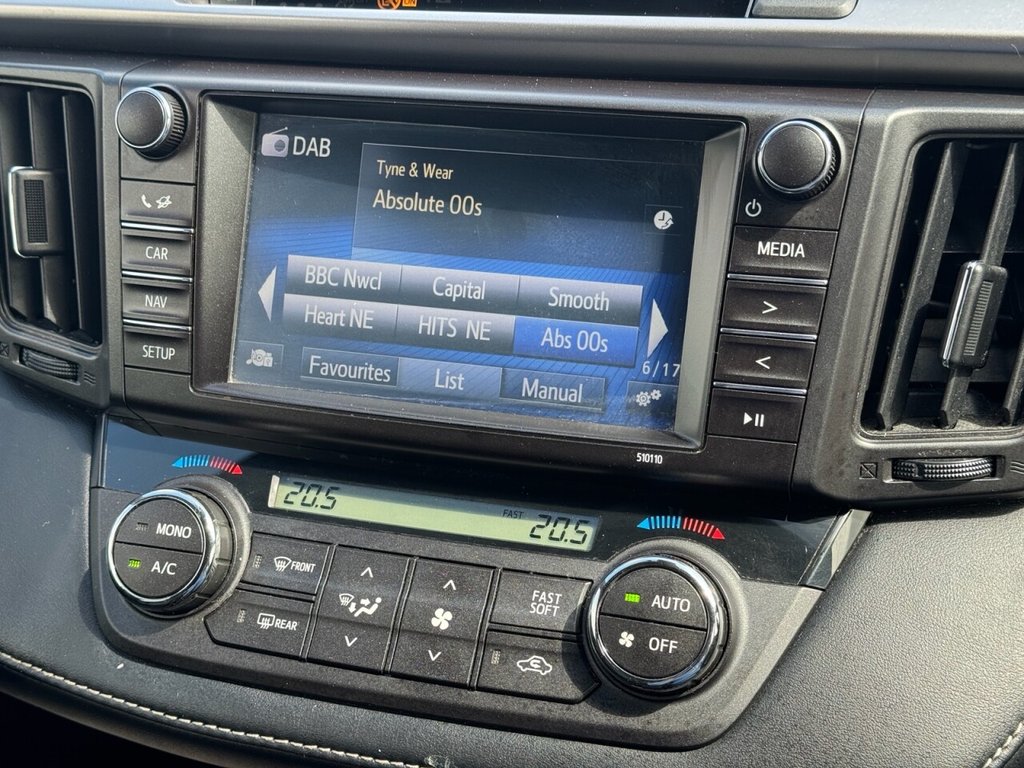 DAB
Tyne & Wear
Absolute 00s
BBC Nwcl Capital Smooth
Heart NE HITS NE Abs 00s
6/17
Favourites List Manual
CAR
NAV
SETUP
MEDIA
>
<
510110
20.5 FAST 20.5
MONO
A/C
FRONT
REAR
FAST
SOFT
AUTO
OFF